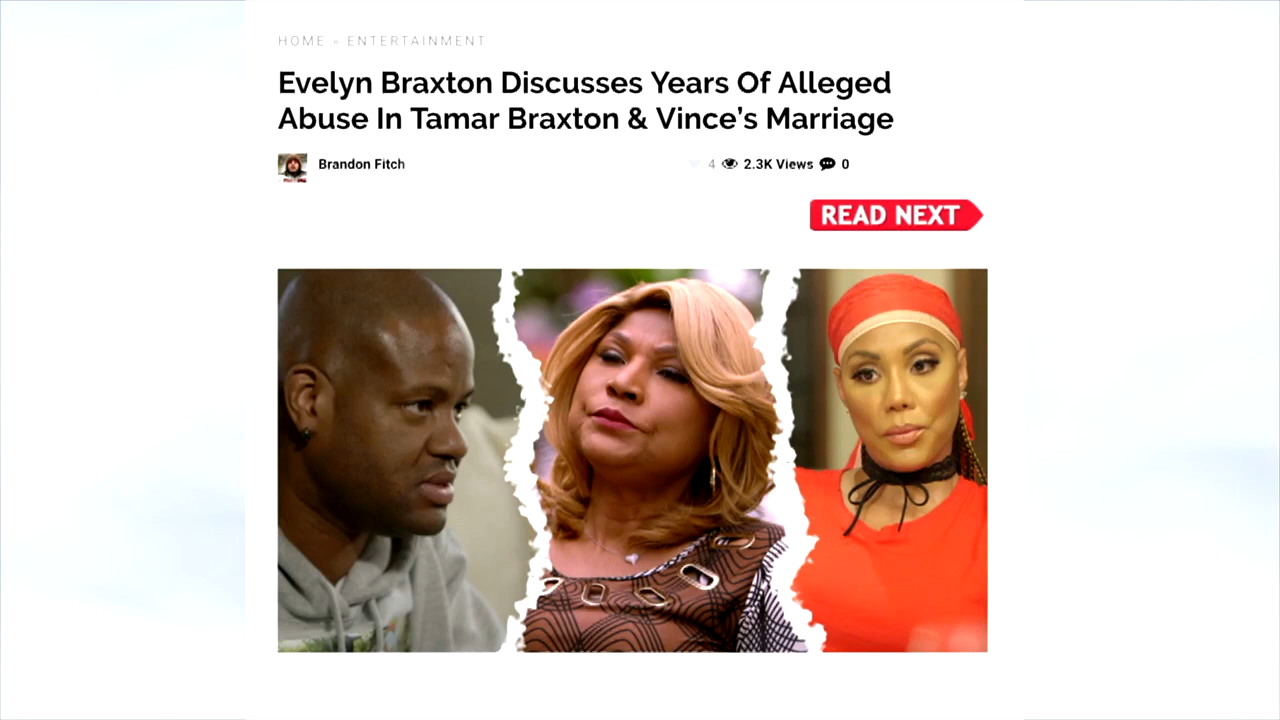 HOME » ENTERTAINMENT
Evelyn Braxton Discusses Years Of Alleged
Abuse In Tamar Braxton & Vince’s Marriage
Brandon Fitch
4 2.3K Views 0
READ NEXT